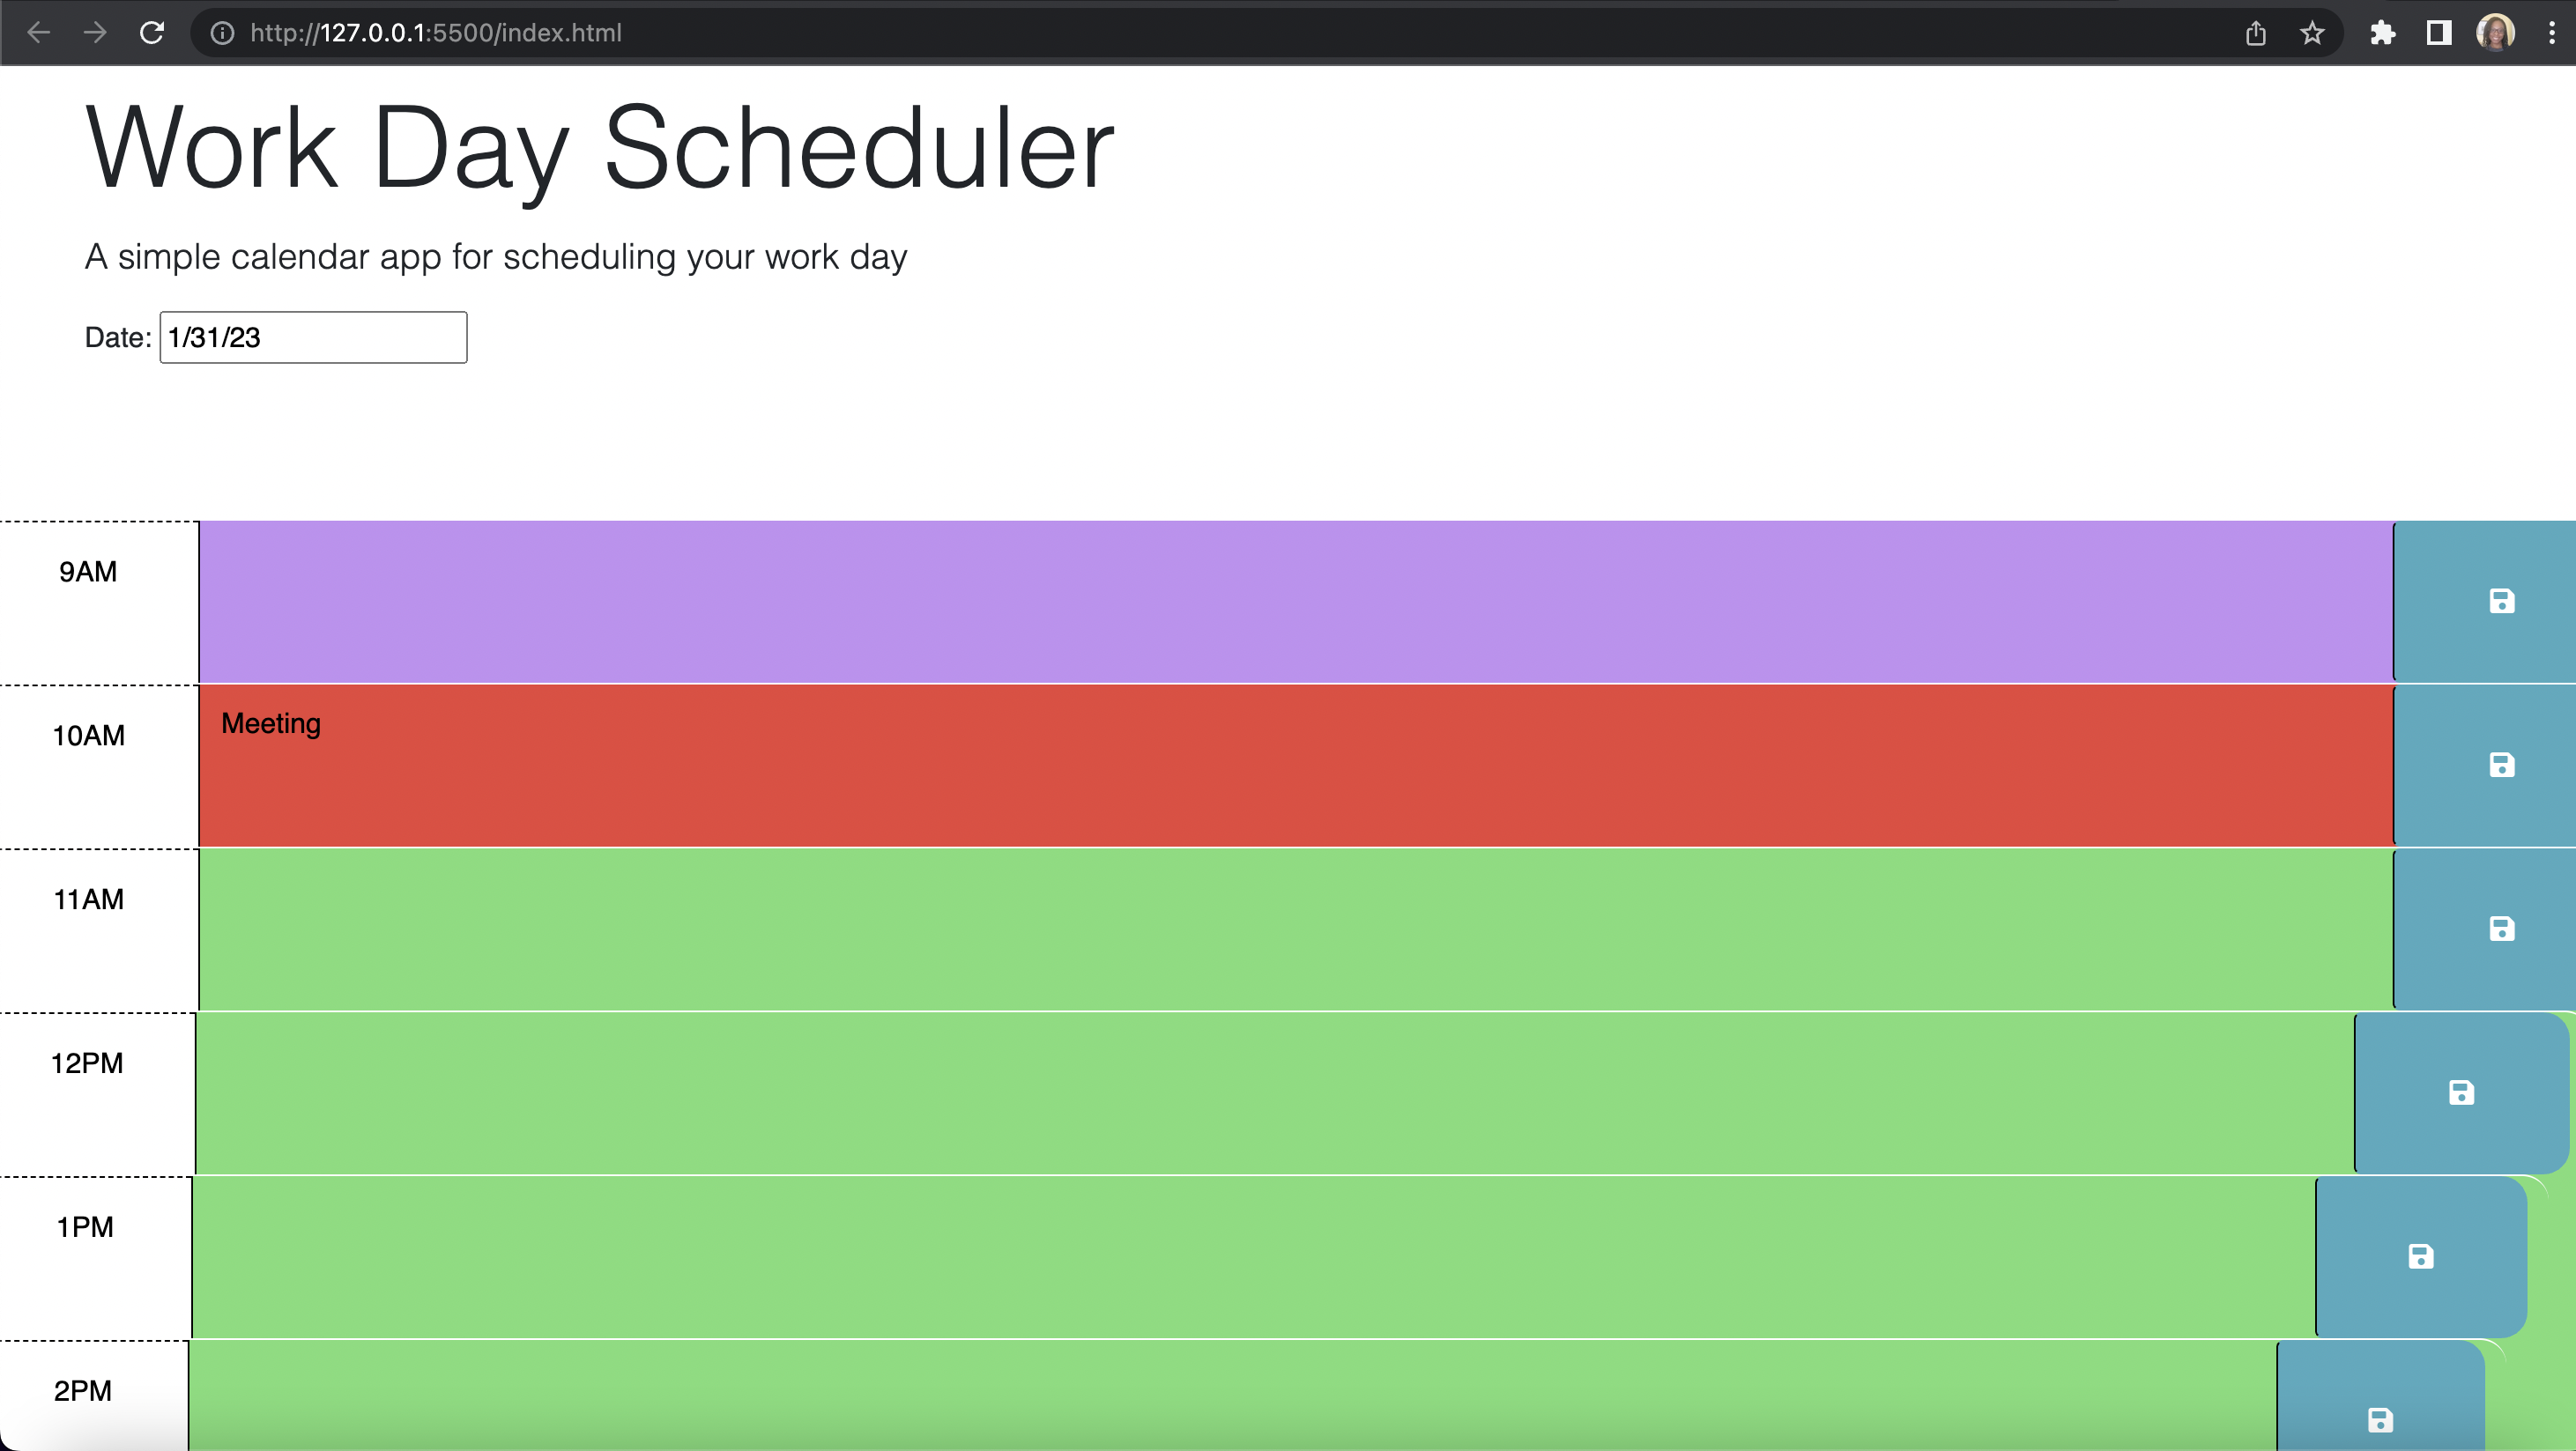 http://127.0.0.1:5500/index.html
Work Day Scheduler
A simple calendar app for scheduling your work day
Date: 1/31/23
9AM
10AM Meeting
11AM
12PM
1PM
2PM